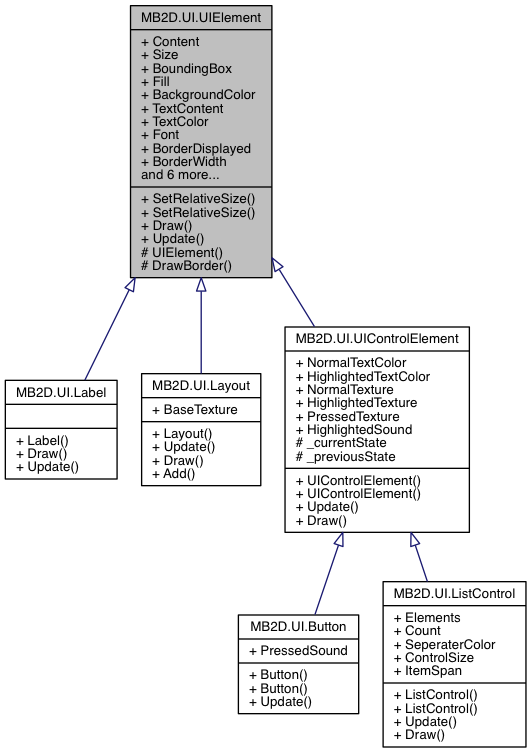 MB2D.UI.UIElement
+ Content
+ Size
+ BoundingBox
+ Fill
+ BackgroundColor
+ TextContent
+ TextColor
+ Font
+ BorderDisplayed
+ BorderWidth
and 6 more...
+ SetRelativeSize()
+ SetRelativeSize()
+ Draw()
+ Update()
# UIElement()
# DrawBorder()
MB2D.UI.Label
+ Label()
+ Draw()
+ Update()
MB2D.UI.Layout
+ BaseTexture
+ Layout()
+ Update()
+ Draw()
+ Add()
MB2D.UI.UIControlElement
+ NormalTextColor
+ HighlightedTextColor
+ NormalTexture
+ HighlightedTexture
+ PressedTexture
+ HighlightedSound
# _currentState
# _previousState
+ UIControlElement()
+ UIControlElement()
+ Update()
+ Draw()
MB2D.UI.Button
+ PressedSound
+ Button()
+ Button()
+ Update()
MB2D.UI.ListControl
+ Elements
+ Count
+ SeperaterColor
+ ControlSize
+ ItemSpan
+ ListControl()
+ ListControl()
+ Update()
+ Draw()